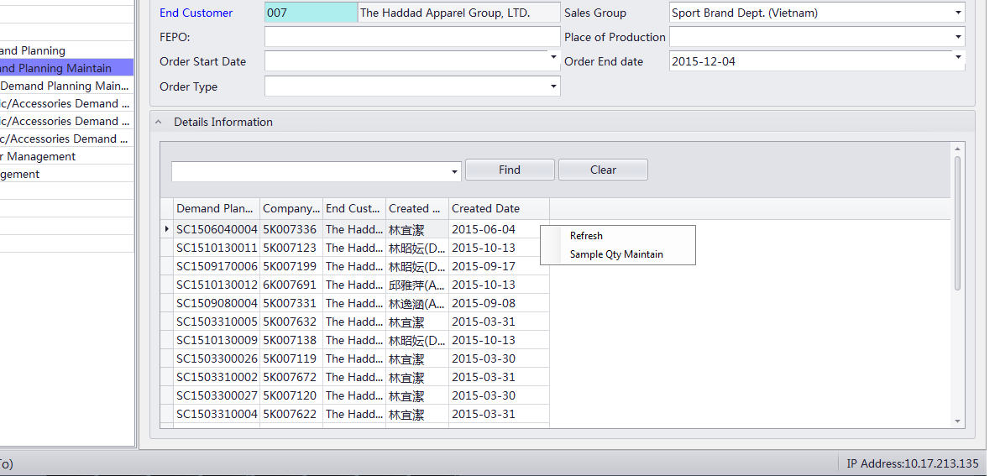 End Customer 007 The Haddad Apparel Group, LTD. Sales Group Sport Brand Dept. (Vietnam)
FEPO: Place of Production
Order Start Date Order End date 2015-12-04
Order Type
and Planning
nd Planning Maintain
Demand Planning Main...
ic/Accessories Demand ...
ic/Accessories Demand ...
c/Accessories Demand ...
r Management
gement
Details Information
Find Clear
Demand Plan... Company... End Cust... Created ... Created Date
SC1506040004 5K007336 The Hadd... 林宜潔 2015-06-04
SC1510130011 5K007123 The Hadd... 林昭妘(D... 2015-10-13
SC1509170006 5K007199 The Hadd... 林昭妘(D... 2015-09-17
SC1510130012 6K007691 The Hadd... 邱雅萍(A... 2015-10-13
SC1509080004 5K007331 The Hadd... 林逸涵(A... 2015-09-08
SC1503310005 5K007632 The Hadd... 林宜潔 2015-03-31
SC1510130009 5K007138 The Hadd... 林昭妘(D... 2015-10-13
SC1503300026 5K007119 The Hadd... 林宜潔 2015-03-30
SC1503310002 5K007672 The Hadd... 林宜潔 2015-03-31
SC1503300027 5K007120 The Hadd... 林宜潔 2015-03-30
SC1503310004 5K007622 The Hadd... 林宜潔 2015-03-31
Refresh
Sample Qty Maintain
To) IP Address:10.17.213.135